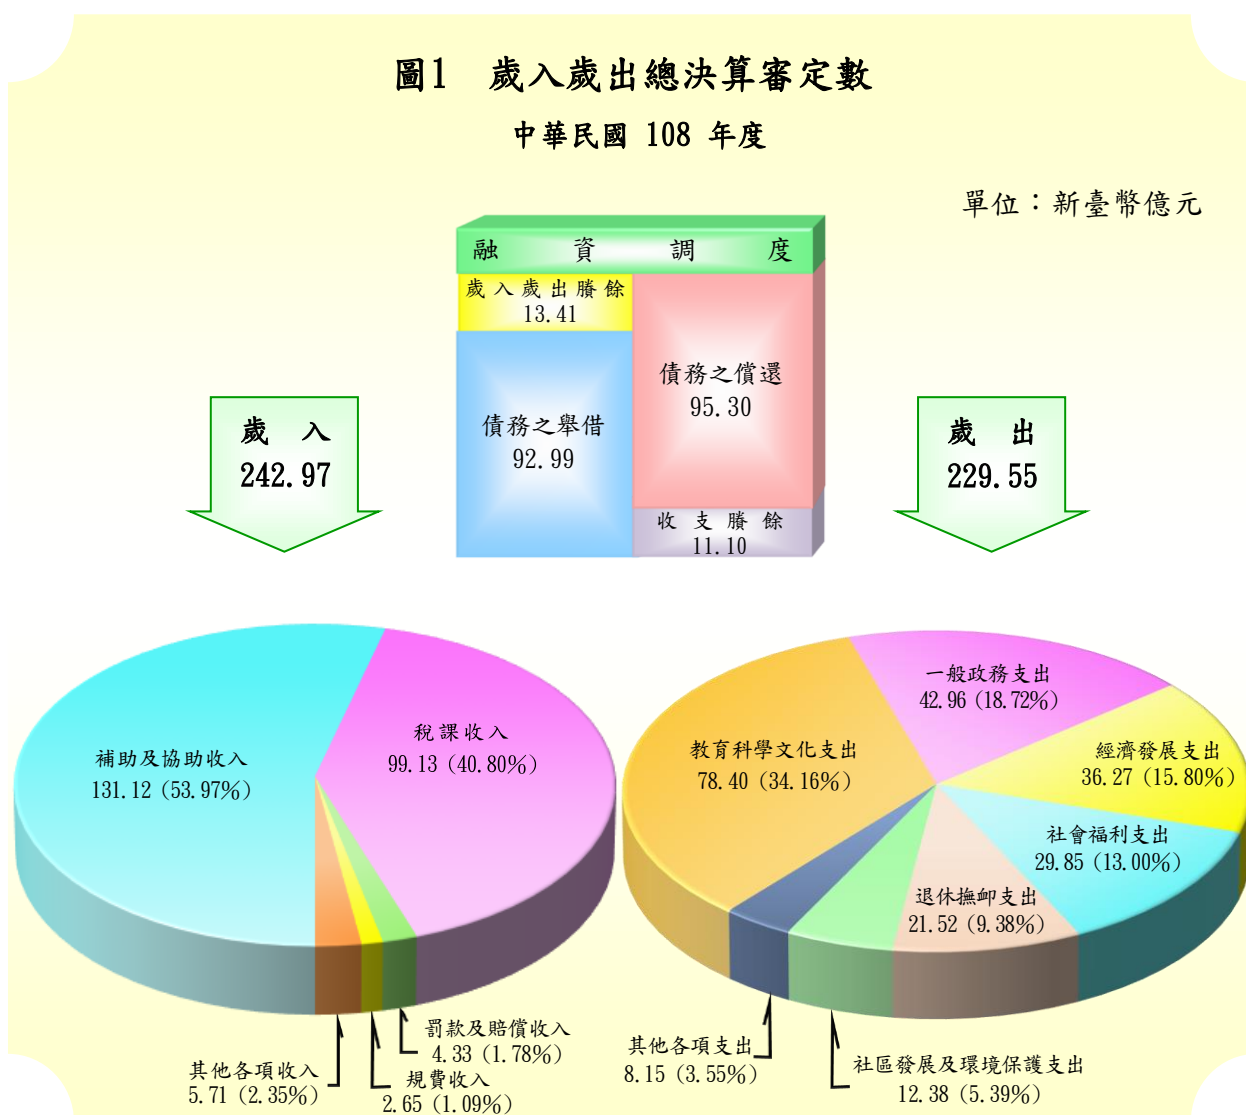 圖1 歲入歲出總決算審定數
中華民國 108 年度
單位：新臺幣億元
融資調度
歲入歲出賸餘
13.41
債務之舉借
92.99
債務之償還
95.30
收支賸餘
11.10
歲入
242.97
歲出
229.55
補助及協助收入
131.12 (53.97%)
稅課收入
99.13 (40.80%)
罰款及賠償收入
4.33 (1.78%)
規費收入
2.65 (1.09%)
其他各項收入
5.71 (2.35%)
一般政務支出
42.96 (18.72%)
教育科學文化支出
78.40 (34.16%)
經濟發展支出
36.27 (15.80%)
社會福利支出
29.85 (13.00%)
退休撫卹支出
21.52 (9.38%)
社區發展及環境保護支出
12.38 (5.39%)
其他各項支出
8.15 (3.55%)